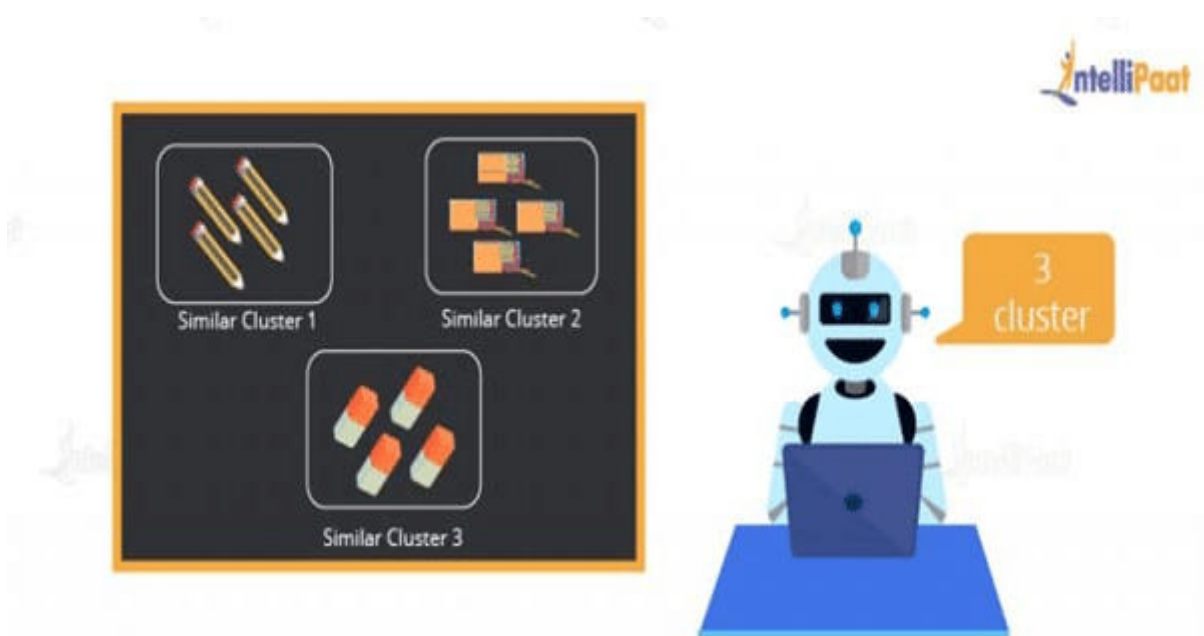 IntelliPaat
Similar Cluster 1
Similar Cluster 2
Similar Cluster 3
3
cluster